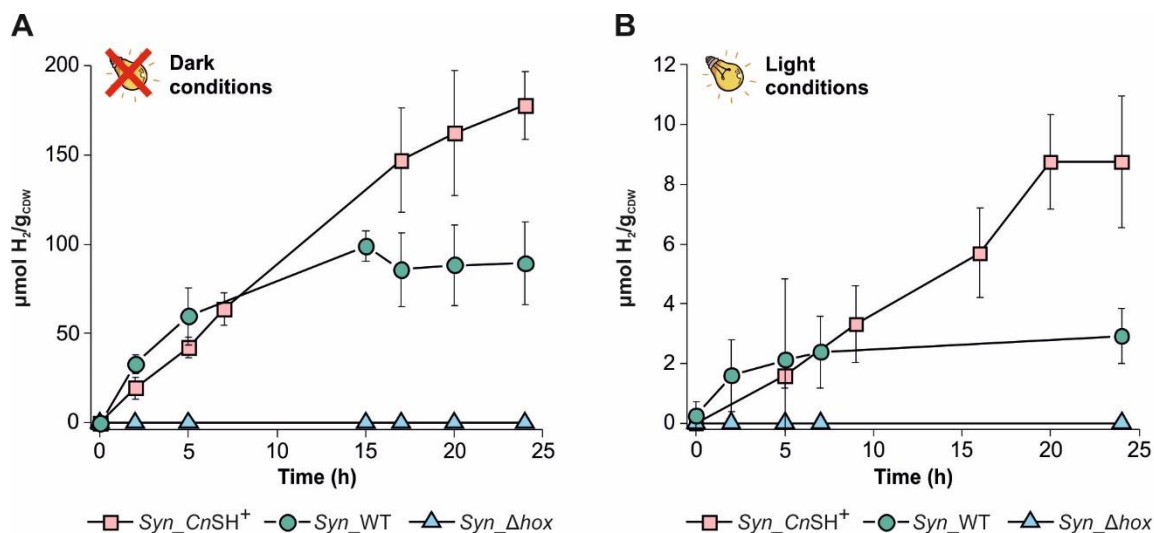 A
Dark
conditions
200
150
100
50
0
µmol H₂/g_CDW
0 5 10 15 20 25
Time (h)
Syn_CnSH⁺ Syn_WT Syn_Δhox
B
Light
conditions
12
10
8
6
4
2
0
µmol H₂/g_CDW
0 5 10 15 20 25
Time (h)
Syn_CnSH⁺ Syn_WT Syn_Δhox